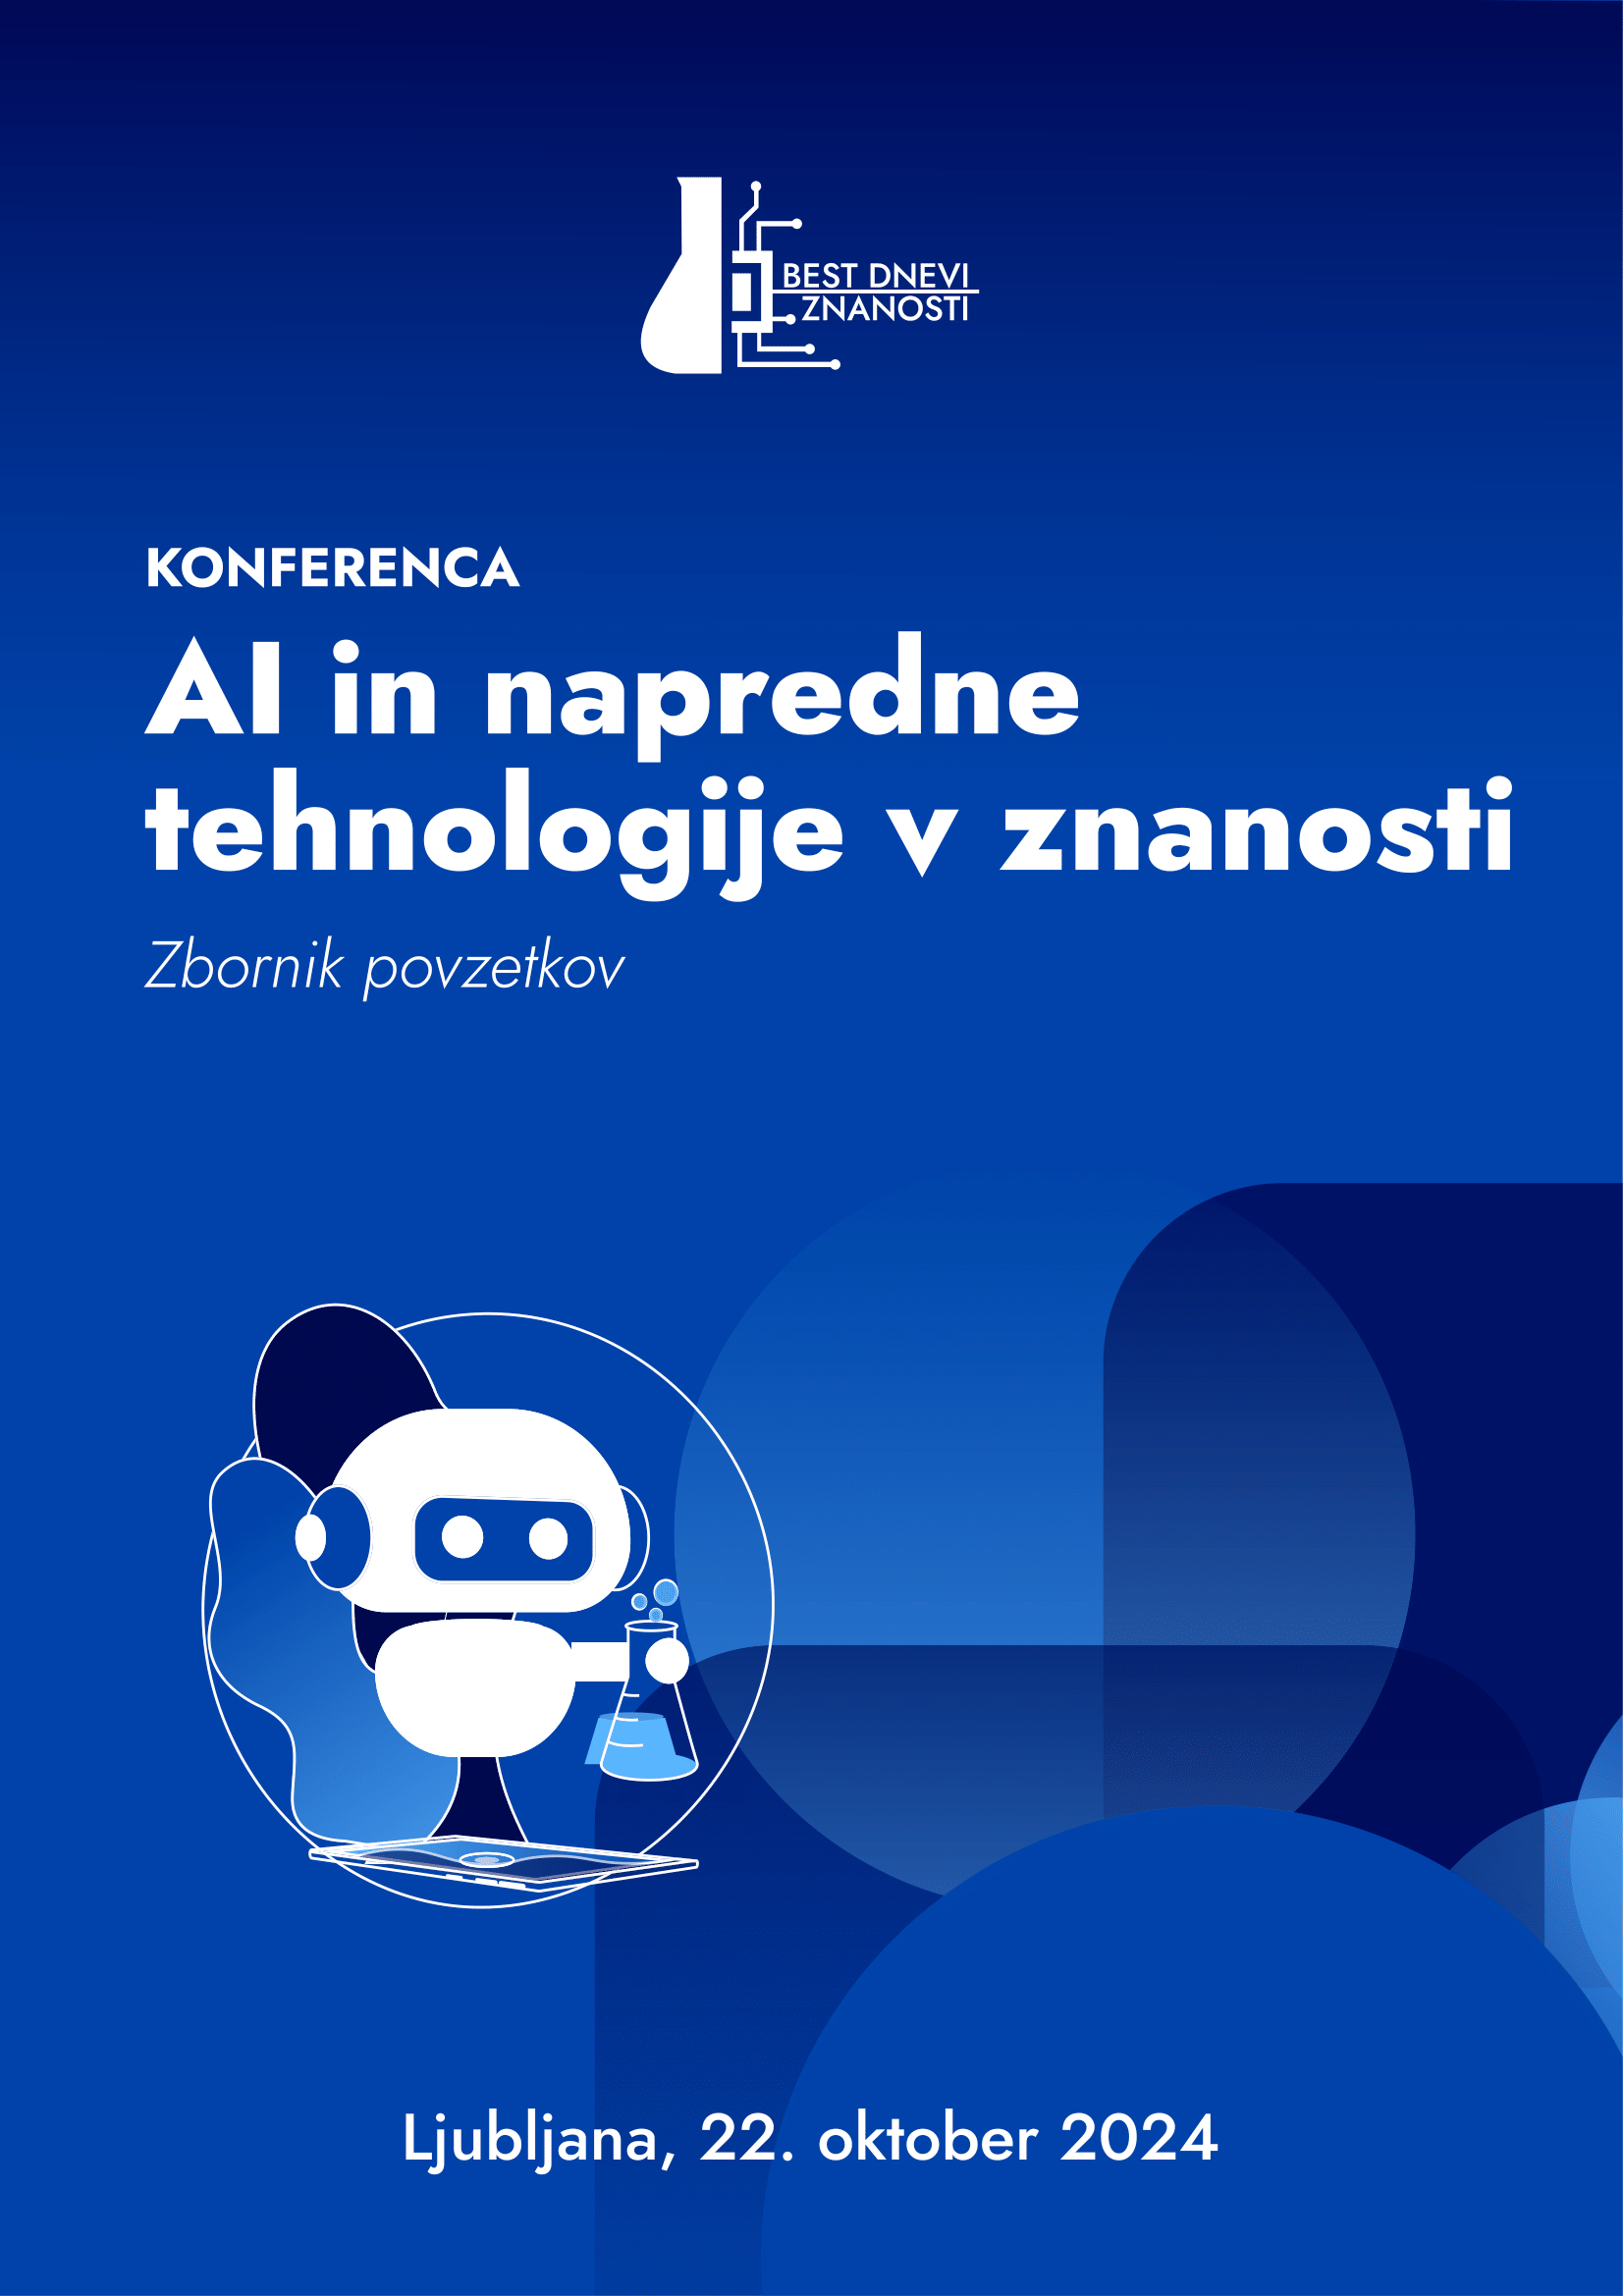 BEST DNEVI
ZNANOSTI
KONFERENCA
AI in napredne
tehnologije v znanosti
Zbornik povzetkov
Ljubljana, 22. oktober 2024